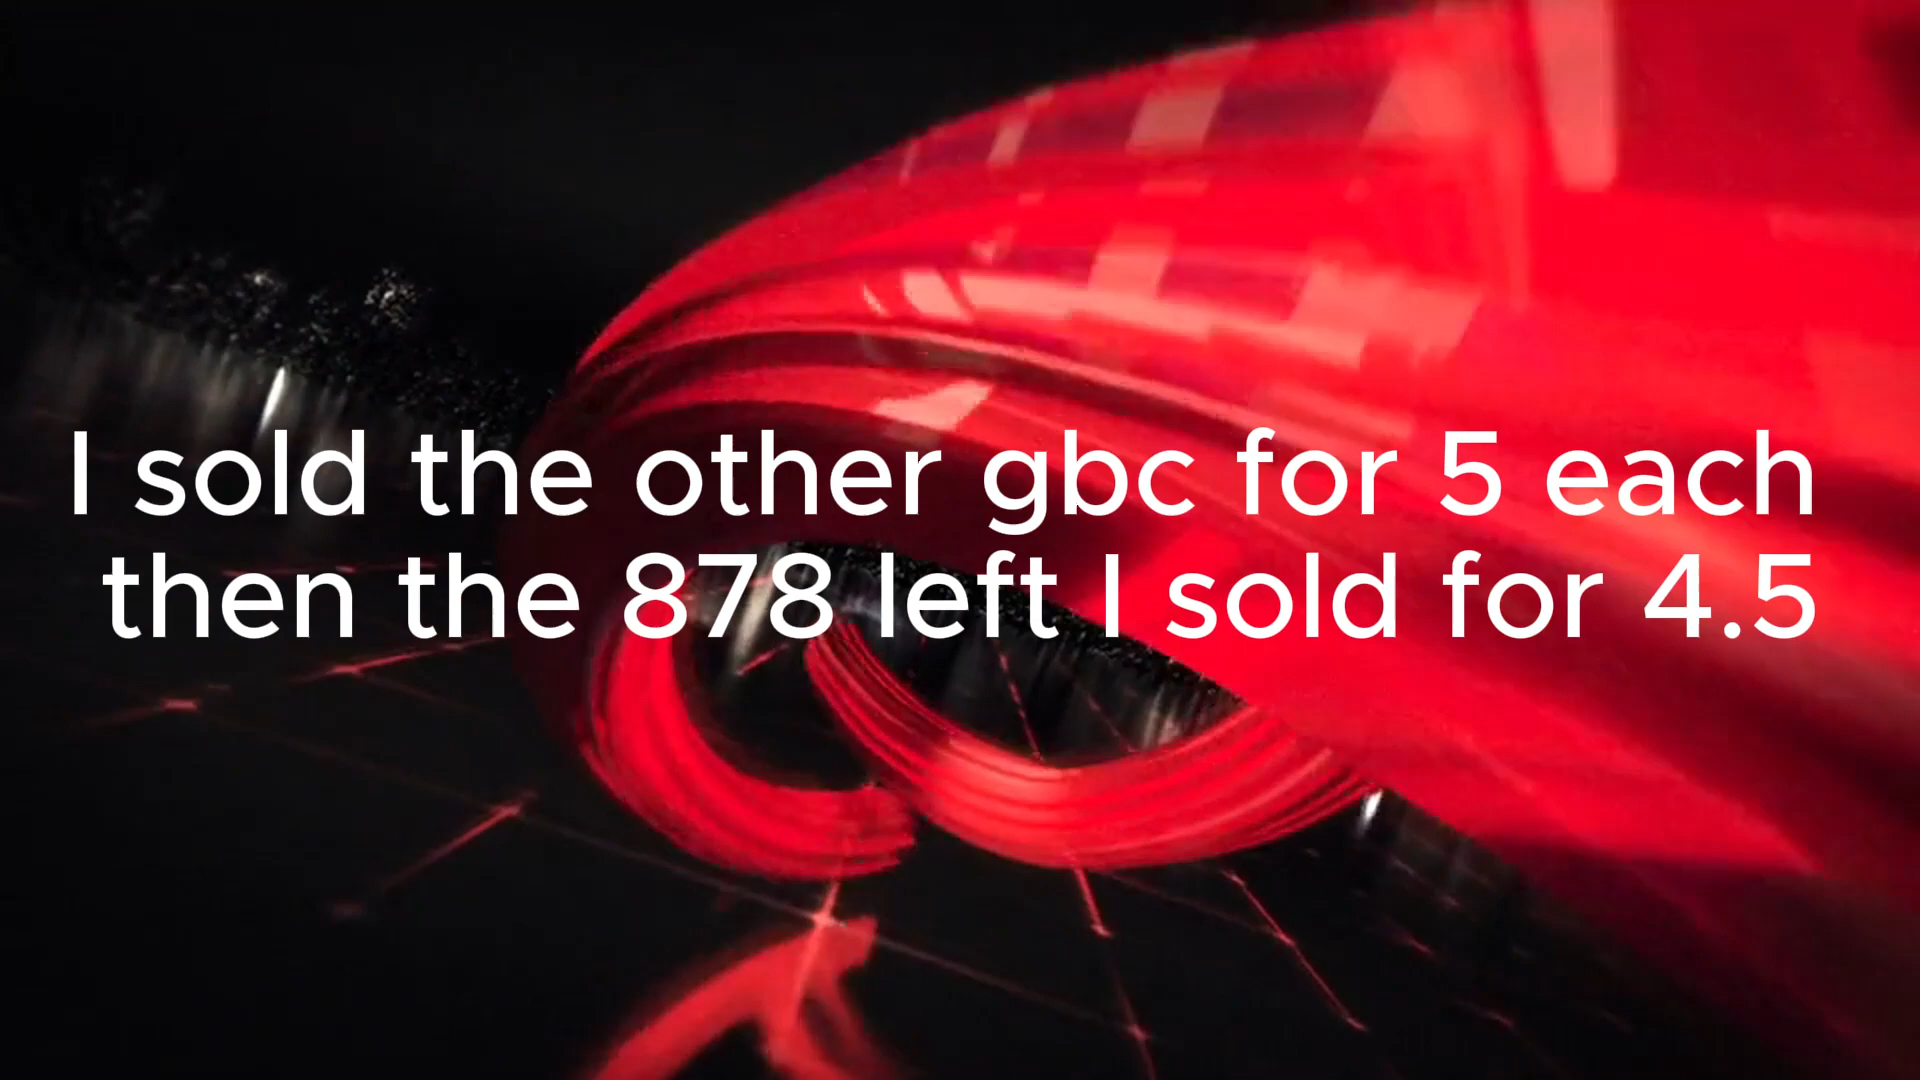 I sold the other gbc for 5 each
then the 878 left I sold for 4.5